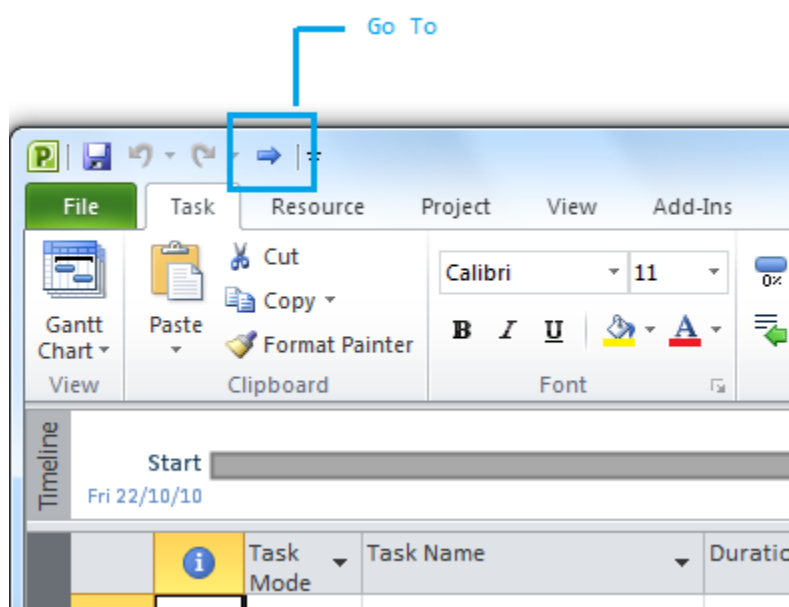 Go To
File Task Resource Project View Add-Ins
Cut
Calibri 11
0%
Copy
Gantt
Chart
Paste
B I U A
Format Painter
View Clipboard Font
Timeline
Start
Fri 22/10/10
Task
Mode
Task Name